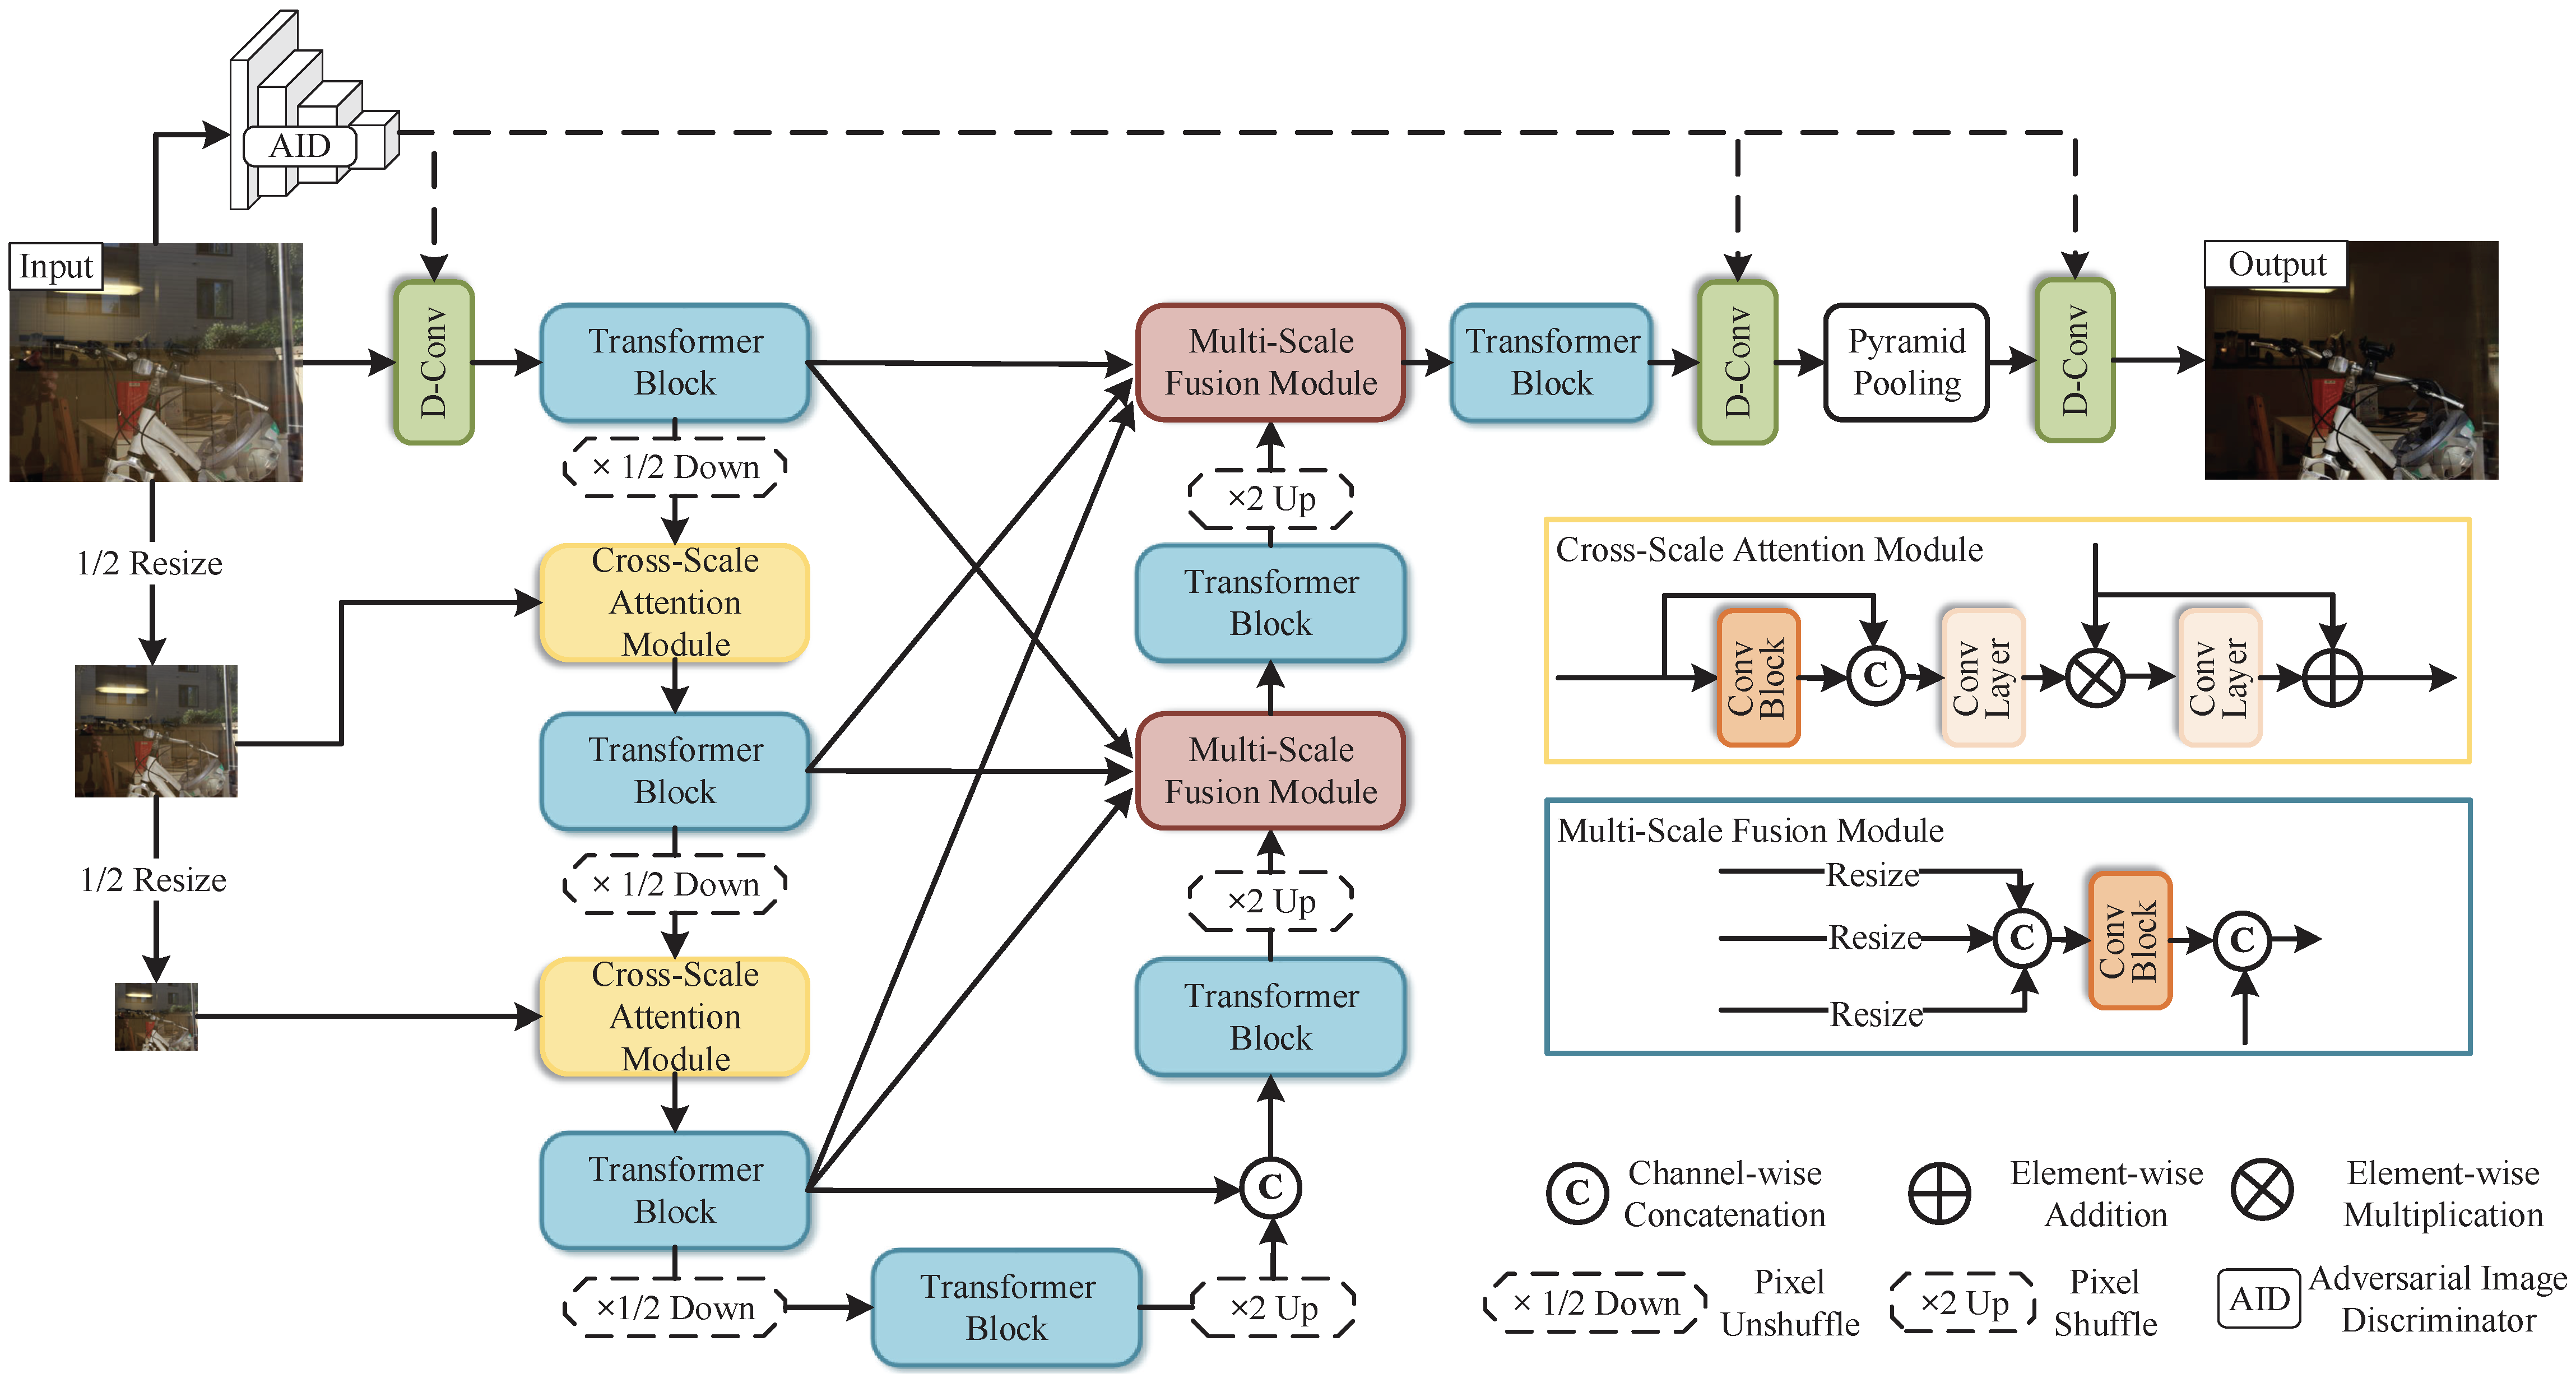 AID
Input
D-Conv
Transformer
Block
× 1/2 Down
Cross-Scale
Attention
Module
Transformer
Block
× 1/2 Down
Cross-Scale
Attention
Module
Transformer
Block
×1/2 Down
Transformer
Block
×2 Up
C
Transformer
Block
×2 Up
Multi-Scale
Fusion Module
Transformer
Block
×2 Up
Multi-Scale
Fusion Module
Transformer
Block
D-Conv
Pyramid
Pooling
D-Conv
Output
1/2 Resize
1/2 Resize
Cross-Scale Attention Module
Conv
Block
C
Conv
Layer
Conv
Layer
Multi-Scale Fusion Module
Resize
Resize
Resize
C
Conv
Block
C
C
Channel-wise
Concatenation
Element-wise
Addition
Element-wise
Multiplication
× 1/2 Down
Pixel
Unshuffle
×2 Up
Pixel
Shuffle
AID
Adversarial Image
Discriminator